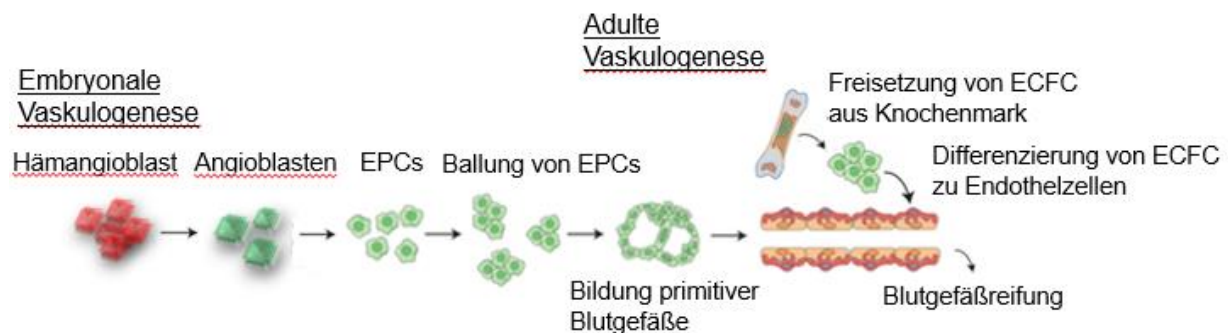 Embryonale
Vaskulogenese
Hämangioblast
Angioblasten
EPCs
Ballung von EPCs
Bildung primitiver
Blutgefäße
Adulte
Vaskulogenese
Freisetzung von ECFC
aus Knochenmark
Differenzierung von ECFC
zu Endothelzellen
Blutgefäßreifung